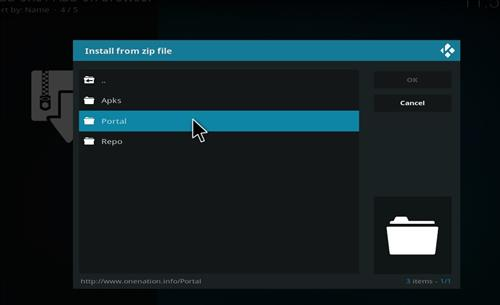 rt by: Name · 4 / 5
Install from zip file
..
OK
Apks
Cancel
Portal
Repo
http://www.onenation.info/Portal
3 items - 1/1